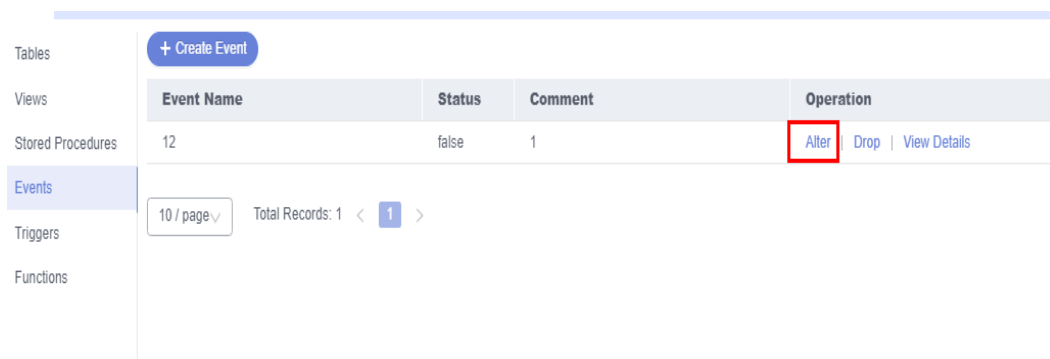 Tables
Views
Stored Procedures
Events
Triggers
Functions
+ Create Event
Event Name Status Comment Operation
12 false 1 Alter | Drop | View Details
10 / page Total Records: 1 < 1 >